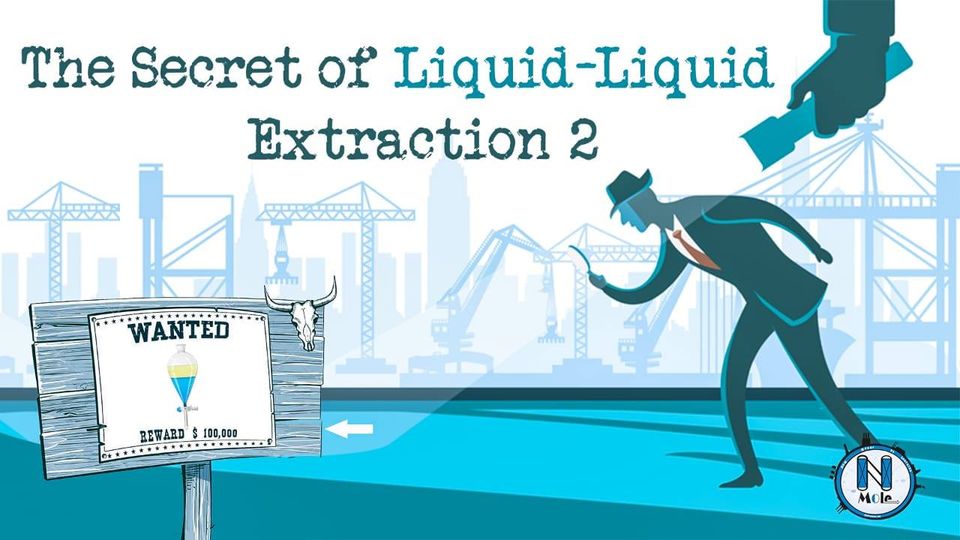 The Secret of Liquid-Liquid
Extraction 2
WANTED
REWARD $ 100,000
N
Mole